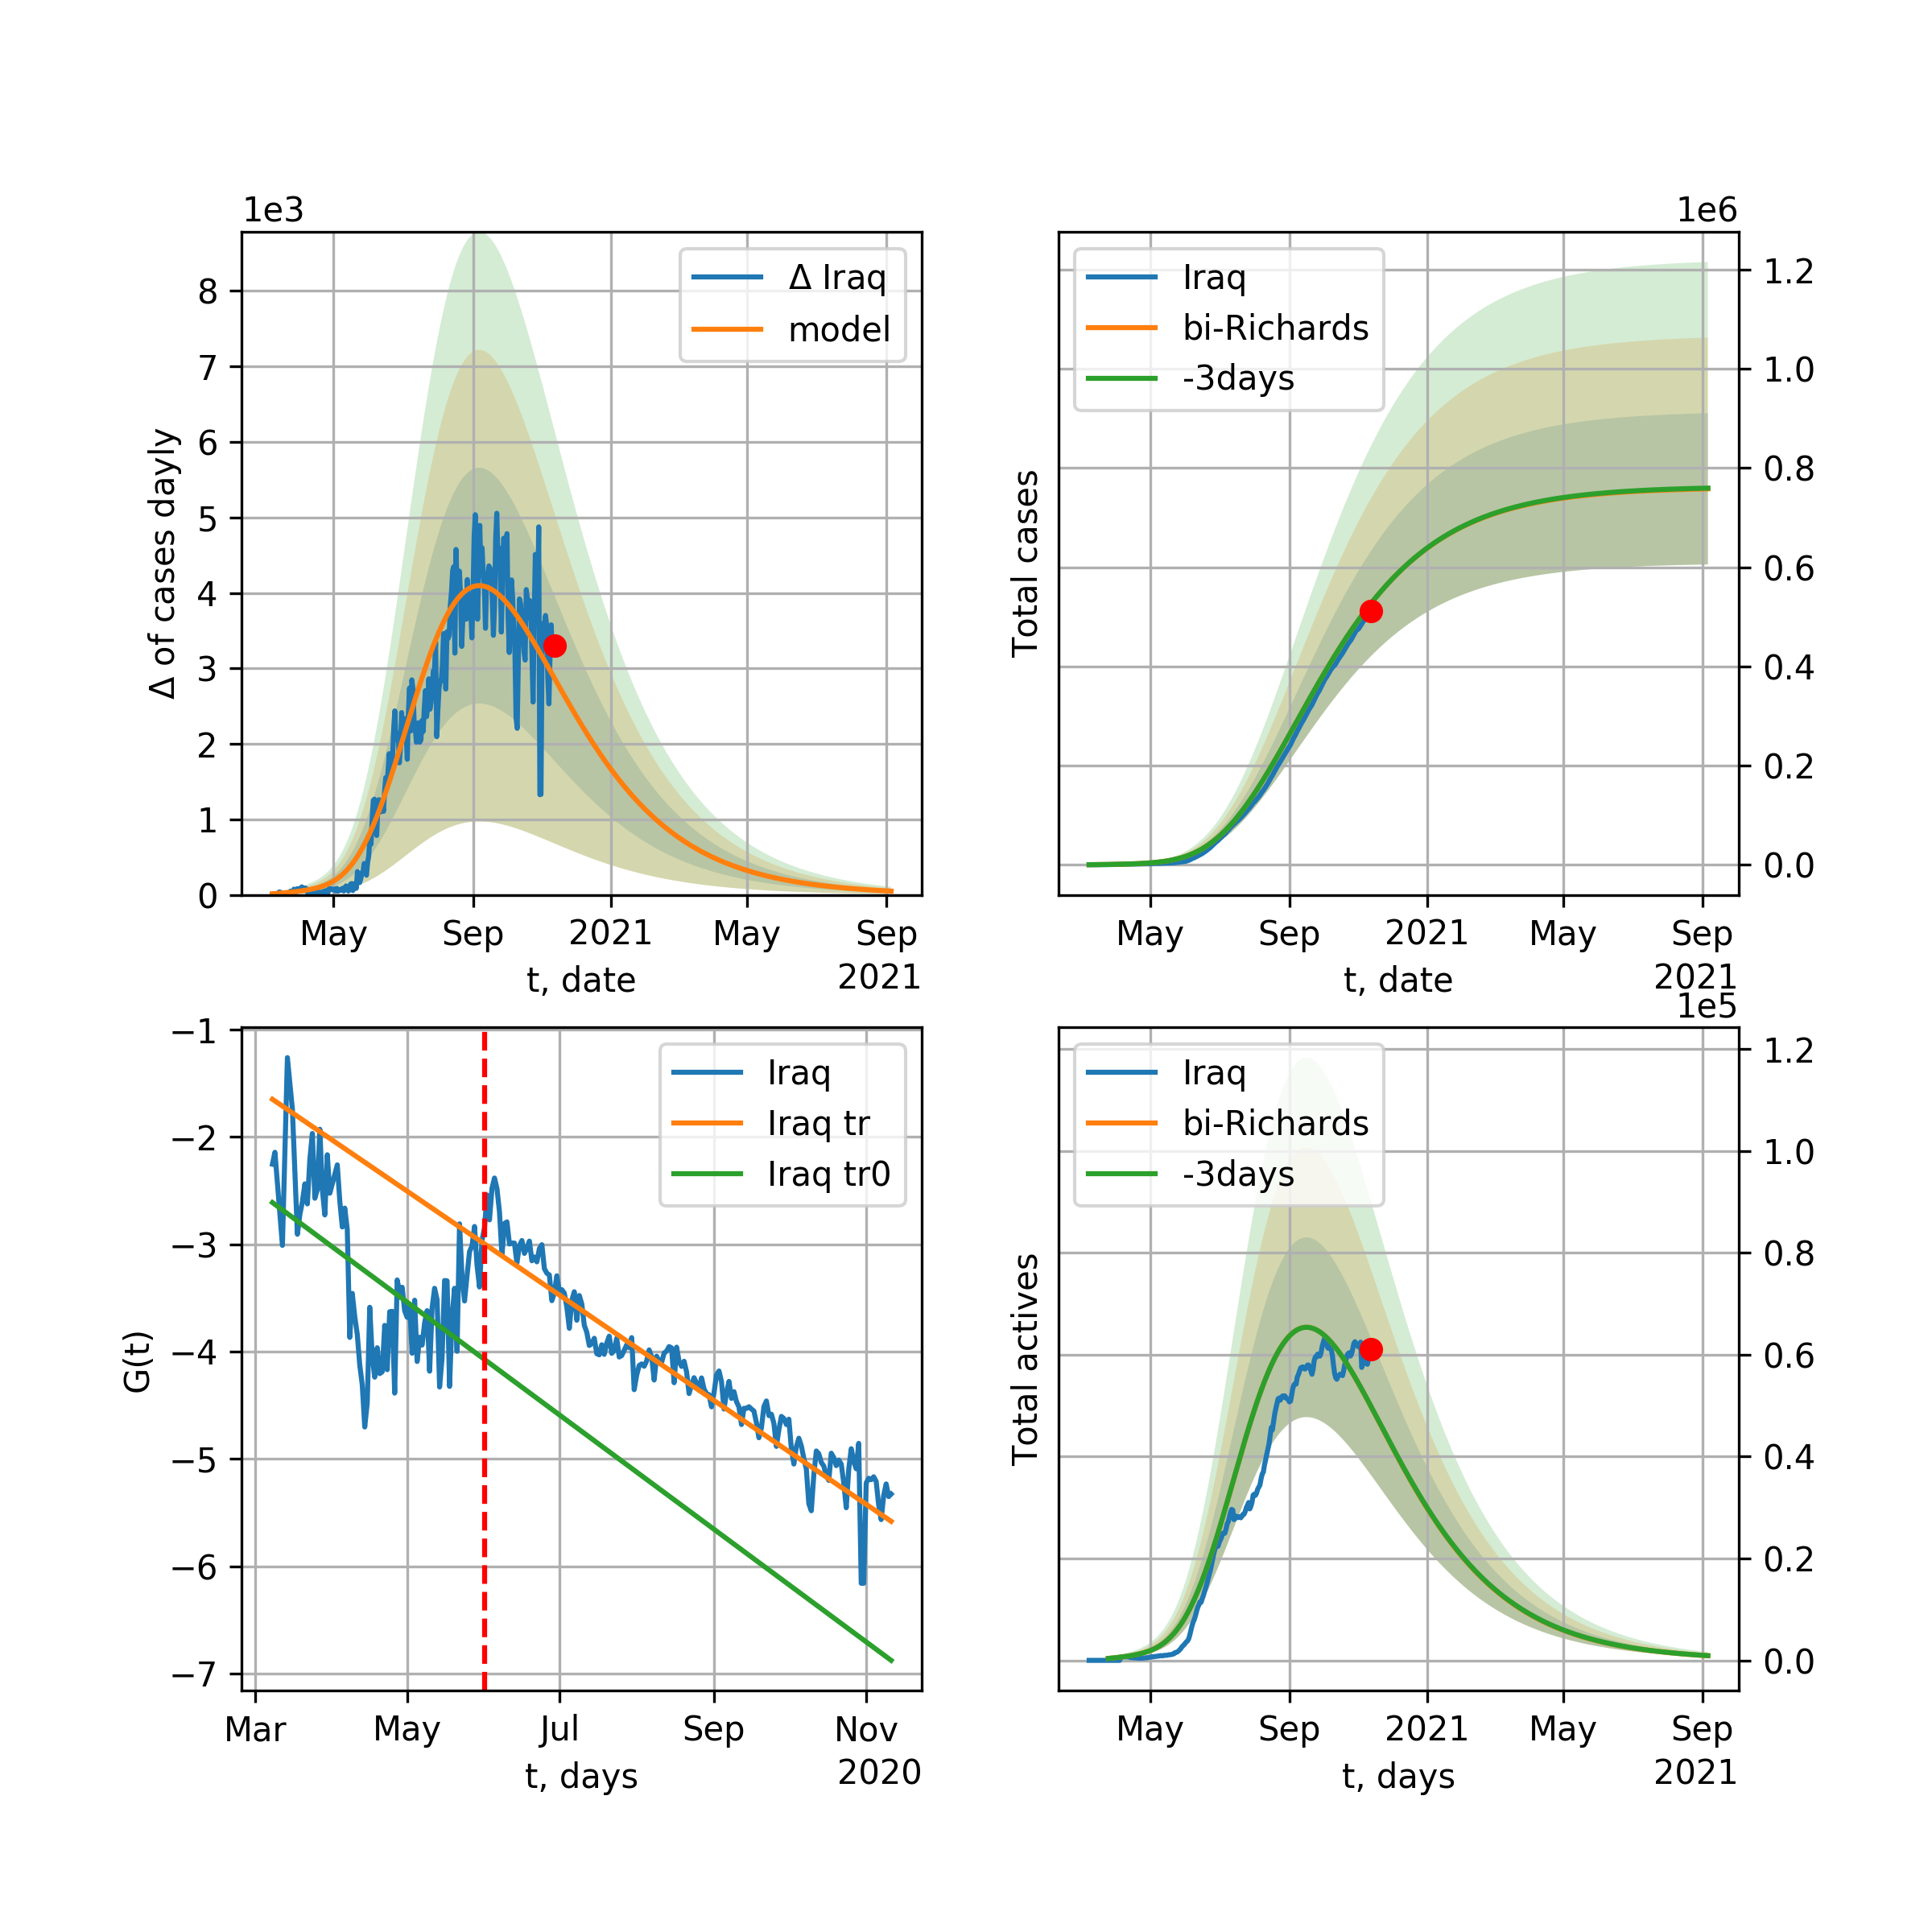 1e3
Δ of cases dayly
8
7
6
5
4
3
2
1
0
Δ Iraq
model
May Sep 2021 May Sep
t, date
2021
1e6
Total cases
Iraq
bi-Richards
-3days
1.2
1.0
0.8
0.6
0.4
0.2
0.0
May Sep 2021 May Sep
t, date
2021
G(t)
−1
−2
−3
−4
−5
−6
−7
Iraq
Iraq tr
Iraq tr0
Mar May Jul Sep Nov
t, days
2020
1e5
Total actives
Iraq
bi-Richards
-3days
1.2
1.0
0.8
0.6
0.4
0.2
0.0
May Sep 2021 May Sep
t, days
2021